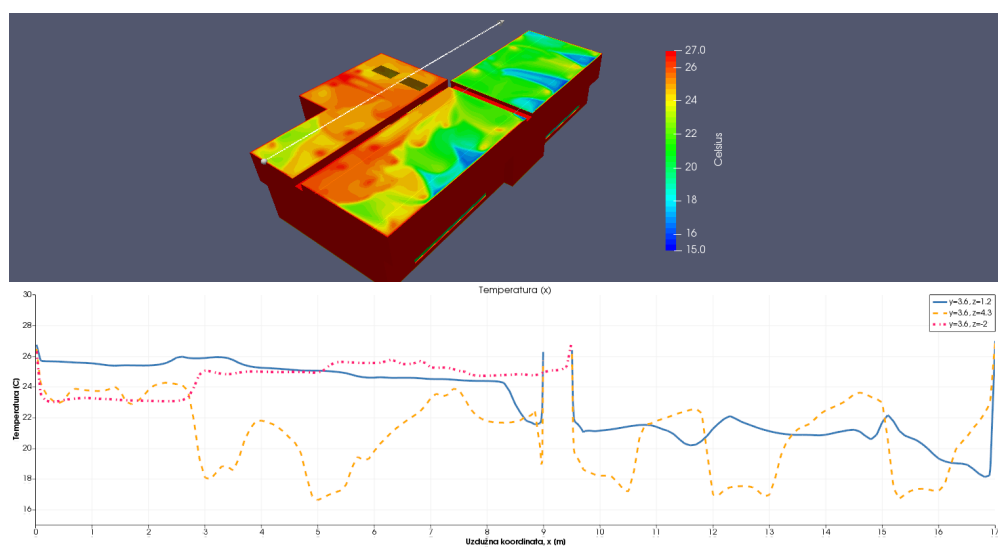 27.0
24
22
20
18
16
15.0
Celsius
Temperatura (x)
30
28
26
24
22
20
18
16
Temperatura (C)
y=3.6, z=1.2
y=3.6, z=4.3
y=3.6, z=-2
0 1 2 3 4 5 6 7 8 9 10 11 12 13 14 15 16 17
Uzdužna koordinata, x (m)